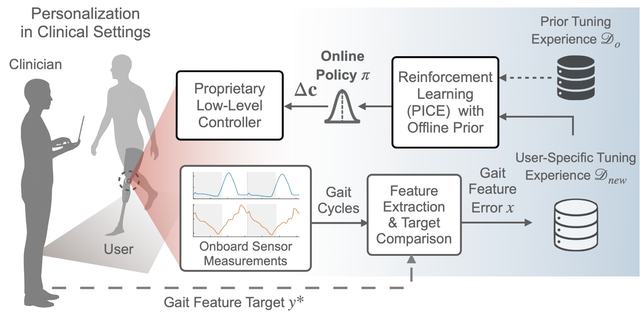 Personalization
in Clinical Settings
Clinician
User
Proprietary
Low-Level
Controller
Δc
Online
Policy π
Reinforcement
Learning
(PICE) with
Offline Prior
Prior Tuning
Experience 𝒟ₒ
User-Specific Tuning
Experience 𝒟new
Onboard Sensor
Measurements
Gait
Cycles
Feature
Extraction
& Target
Comparison
Gait
Feature
Error x
Gait Feature Target y*